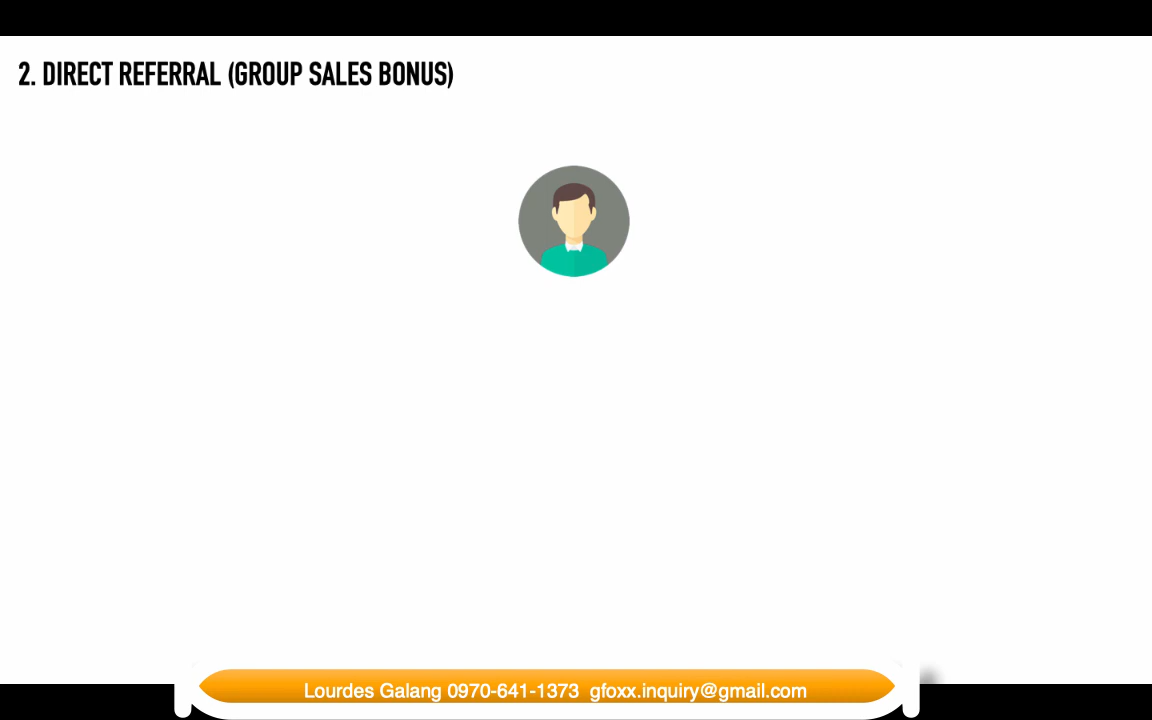 2. DIRECT REFERRAL (GROUP SALES BONUS)
Lourdes Galang 0970-641-1373 gfoxx.inquiry@gmail.com